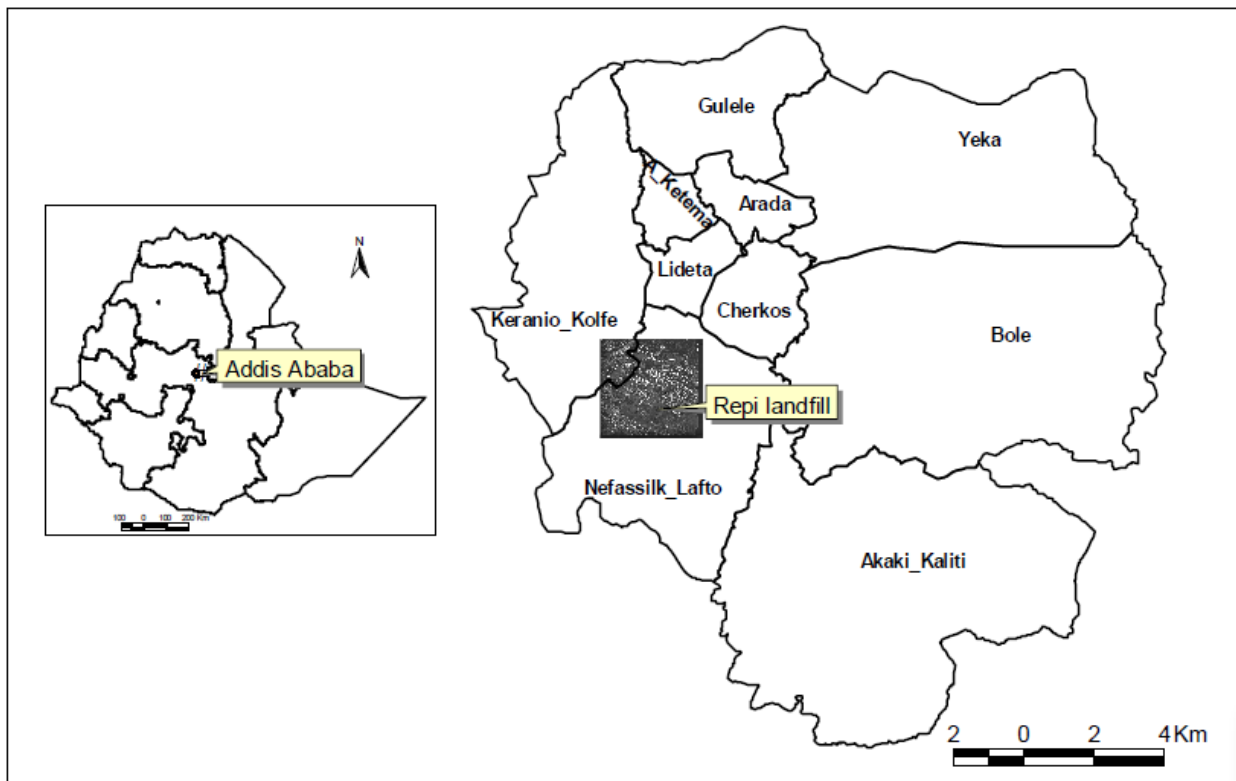 Gulele
Yeka
A_Ketema
Arada
Lideta
Cherkos
Keranio_Kolfe
Bole
Repi landfill
Nefassilk_Lafto
Akaki_Kaliti
2 0 2 4 Km
N
Addis Ababa
100 0 100 200 Km